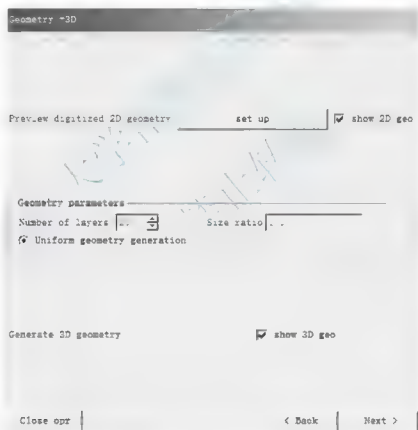 Geometry -3D
Preview digitized 2D geometry set up show 2D geo
Geometry parameters
Number of layers Size ratio
Uniform geometry generation
Generate 3D geometry show 3D geo
Close opr < Back Next >